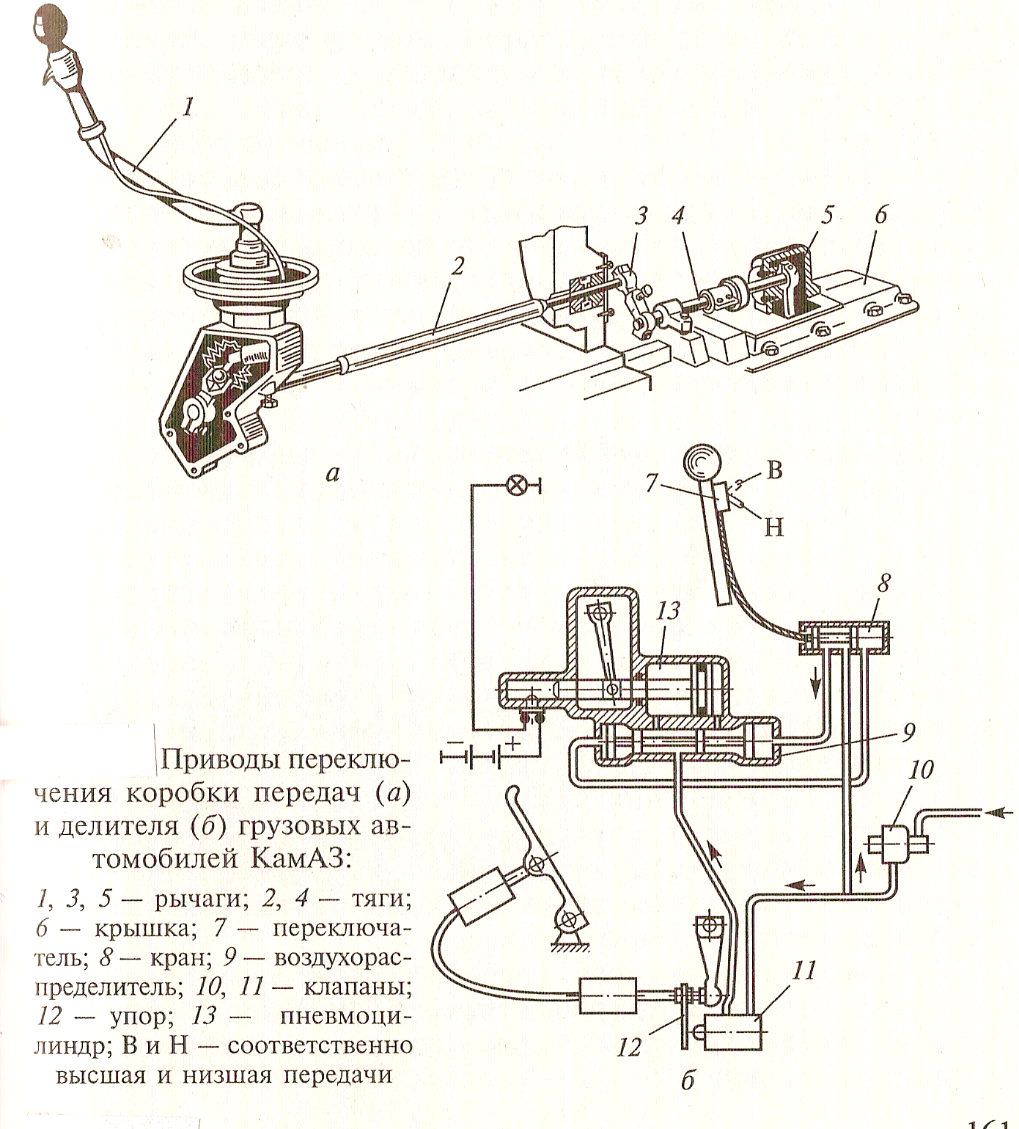 1
2
3
4
5
6
а
7
В
Н
8
13
9
10
− +
11
12
б
Приводы переклю-
чения коробки передач (а)
и делителя (б) грузовых ав-
томобилей КамАЗ:
1, 3, 5 — рычаги; 2, 4 — тяги;
6 — крышка; 7 — переключа-
тель; 8 — кран; 9 — воздухорас-
пределитель; 10, 11 — клапаны;
12 — упор; 13 — пневмоци-
линдр; В и Н — соответственно
высшая и низшая передачи
161